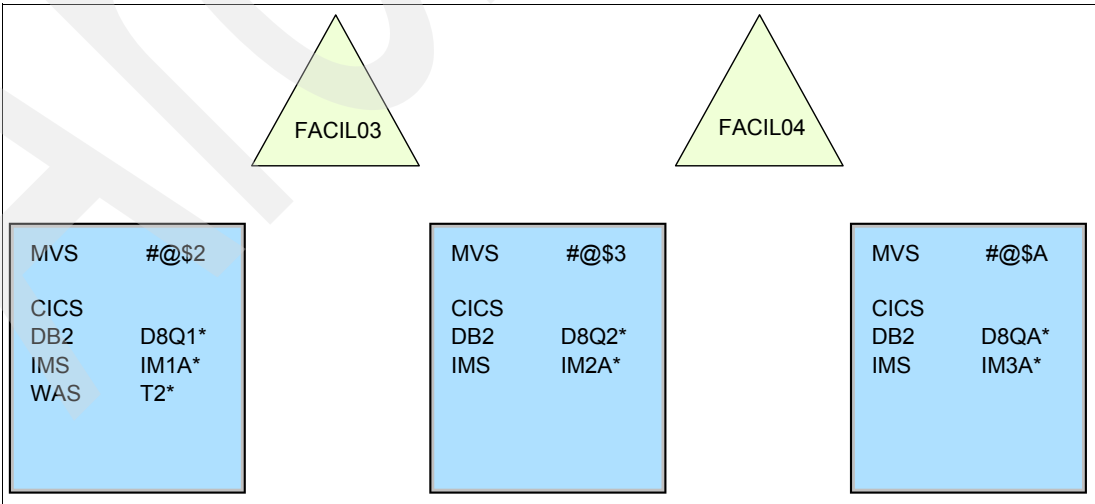 FACIL03
FACIL04
MVS #@$2
CICS
DB2 D8Q1*
IMS IM1A*
WAS T2*
MVS #@$3
CICS
DB2 D8Q2*
IMS IM2A*
MVS #@$A
CICS
DB2 D8QA*
IMS IM3A*